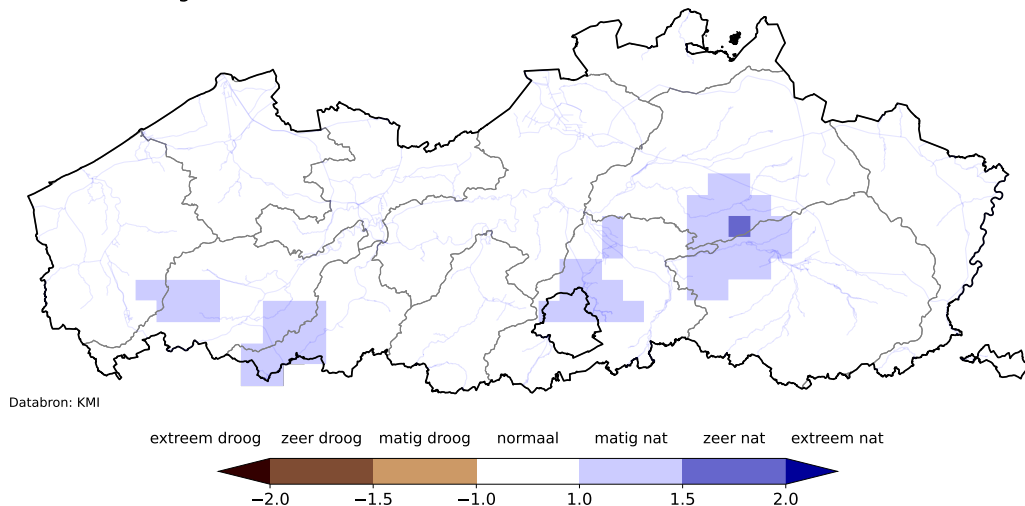 Databron: KMI
extreem droog zeer droog matig droog normaal matig nat zeer nat extreem nat
−2.0 −1.5 −1.0 1.0 1.5 2.0